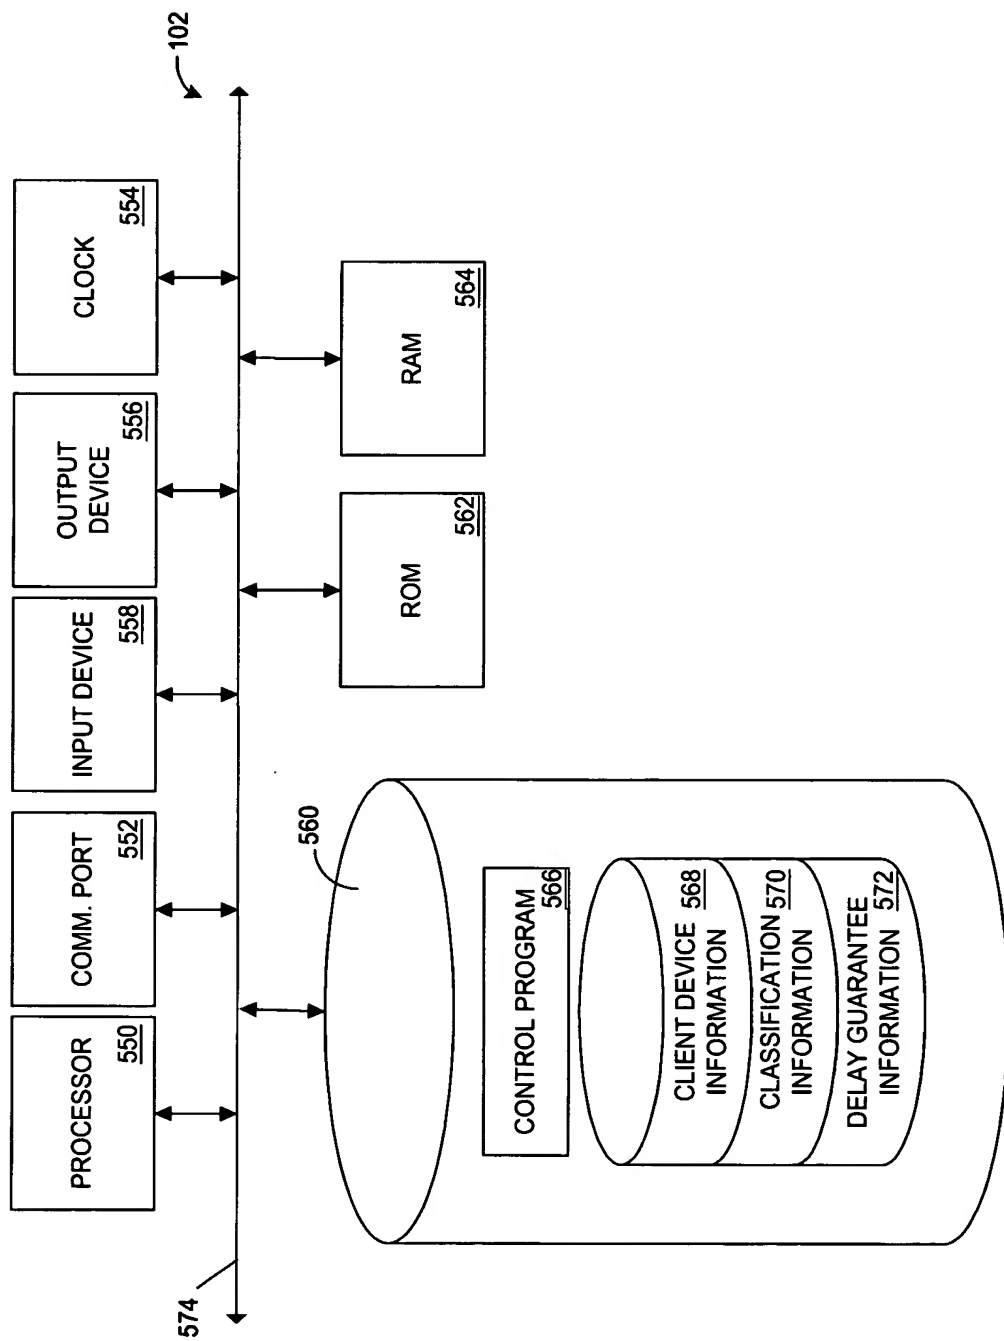 102
PROCESSOR
550
COMM. PORT
552
INPUT DEVICE
558
OUTPUT
DEVICE
556
CLOCK
554
574
560
ROM
562
RAM
564
CONTROL PROGRAM
566
CLIENT DEVICE 568
INFORMATION
CLASSIFICATION 570
INFORMATION
DELAY GUARANTEE
INFORMATION 572